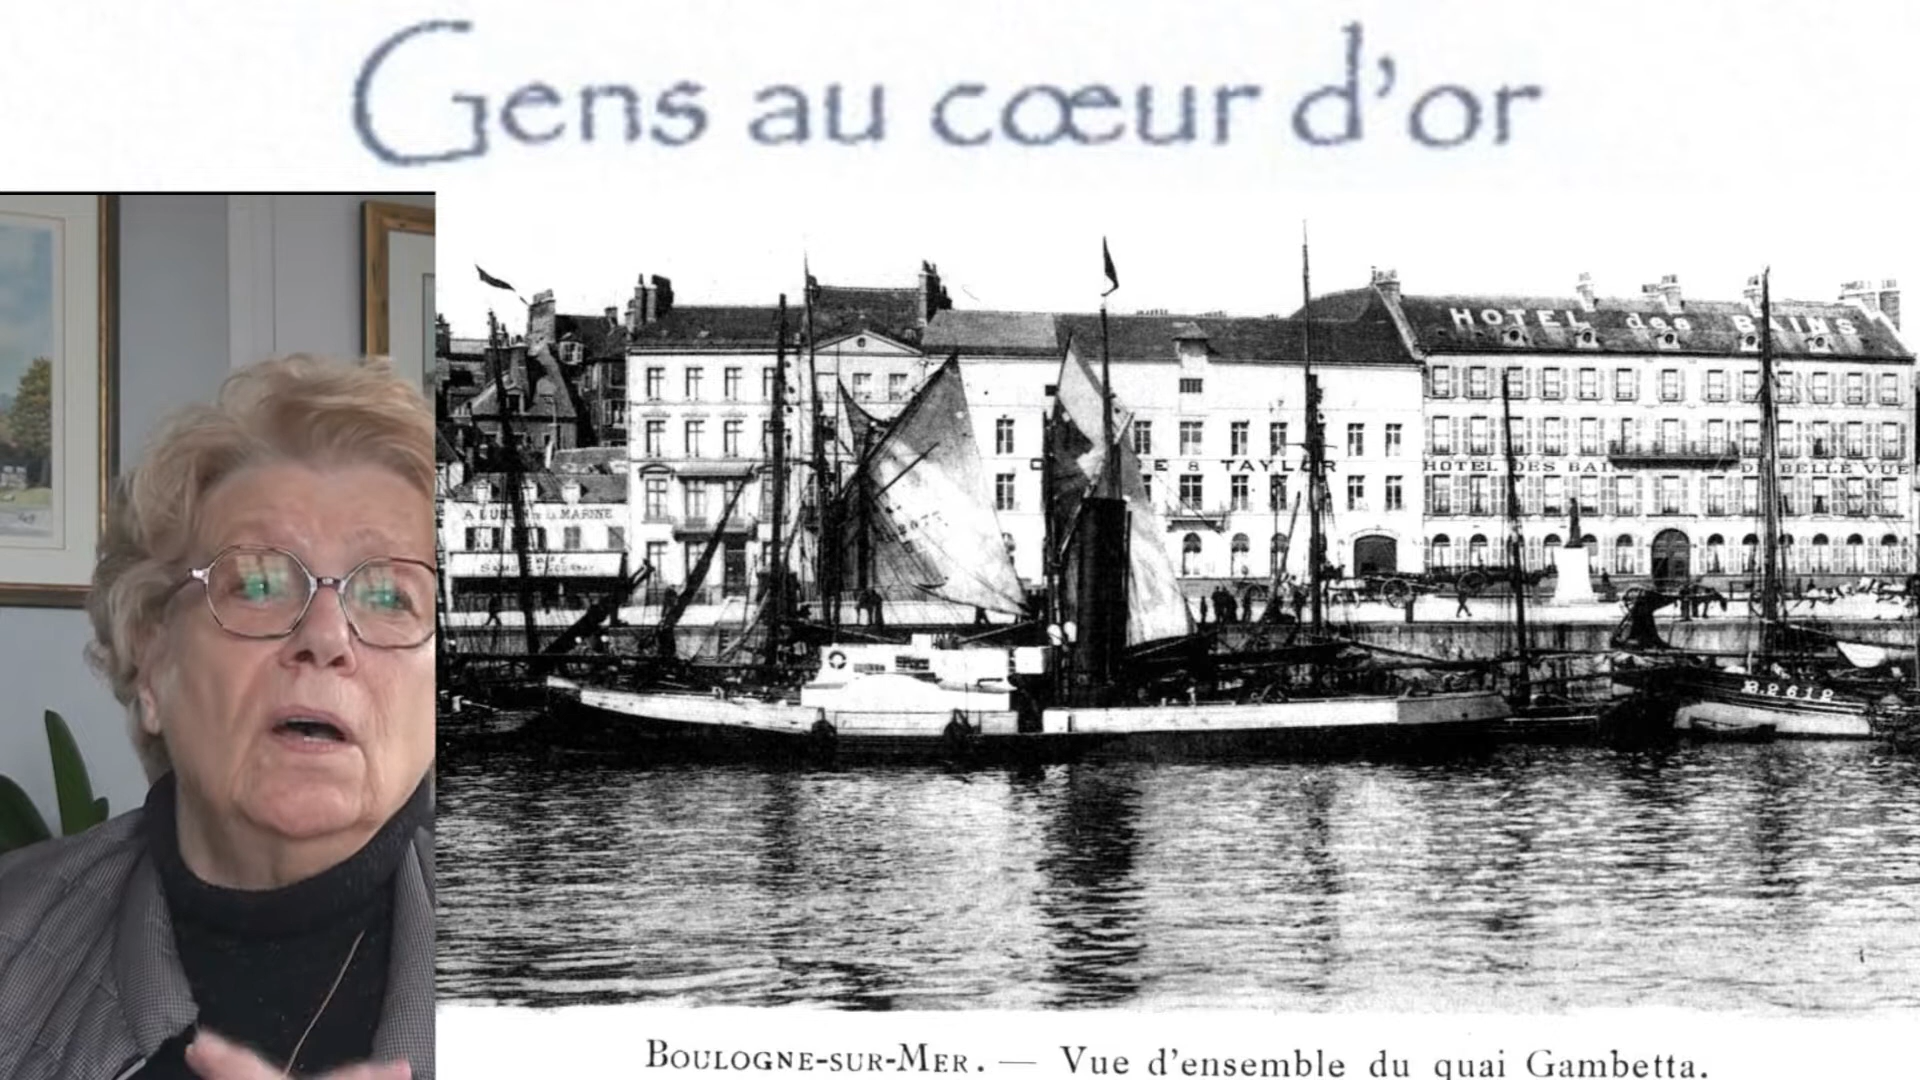 Gens au cœur d'or
HOTEL des BAINS
& TAYLOR
HOTEL DES BAINS
DE BELLE VUE
MARINE
B.2612
BOULOGNE-SUR-MER. — Vue d'ensemble du quai Gambetta.